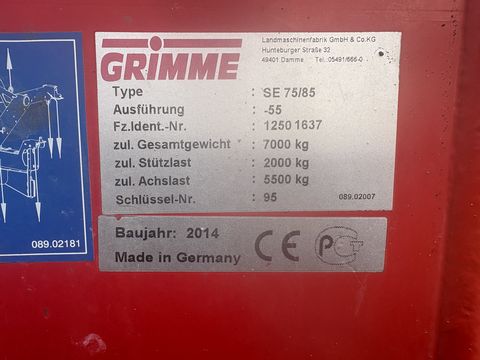 GRIMME
Landmaschinenfabrik GmbH & Co.KG
Hunteburger Straße 32
49401 Damme Tel.:05491/666-0
Type : SE 75/85
Ausführung : -55
Fz.Ident.-Nr. : 1250 1637
zul. Gesamtgewicht : 7000 kg
zul. Stützlast : 2000 kg
zul. Achslast : 5500 kg
Schlüssel-Nr. : 95 089.02007
089.02181
Baujahr: 2014
Made in Germany
CE
РСТ